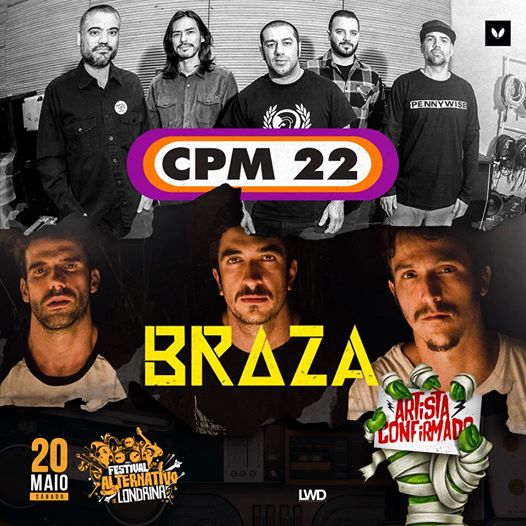 PENNYWISE
CPM 22
BRAZA
ARTISTA
CONFIRMADO
20
MAIO
SÁBADO
FESTIVAL
ALTERNATIVO
LONDRINA
LWD